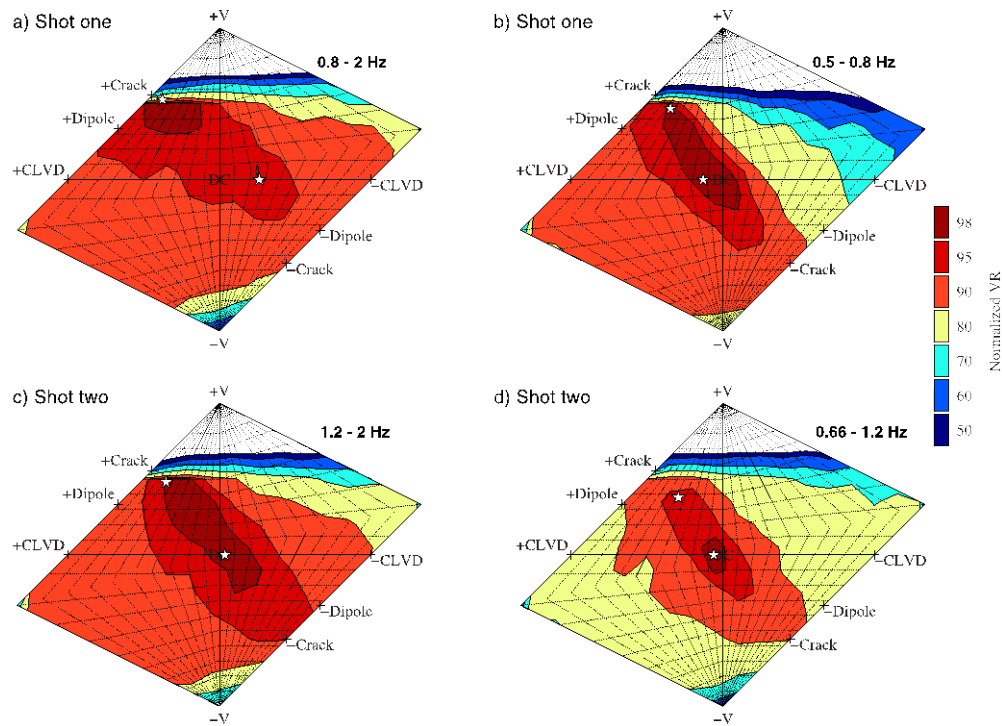 a) Shot one
+V
0.8 - 2 Hz
+Crack
+Dipole
+CLVD
DC
−CLVD
−Dipole
−Crack
−V
b) Shot one
+V
0.5 - 0.8 Hz
+Crack
+Dipole
+CLVD
DC
−CLVD
−Dipole
−Crack
−V
98
95
90
80
70
60
50
Normalized VR
c) Shot two
+V
1.2 - 2 Hz
+Crack
+Dipole
+CLVD
−CLVD
−Dipole
−Crack
−V
d) Shot two
+V
0.66 - 1.2 Hz
+Crack
+Dipole
+CLVD
−CLVD
−Dipole
−Crack
−V